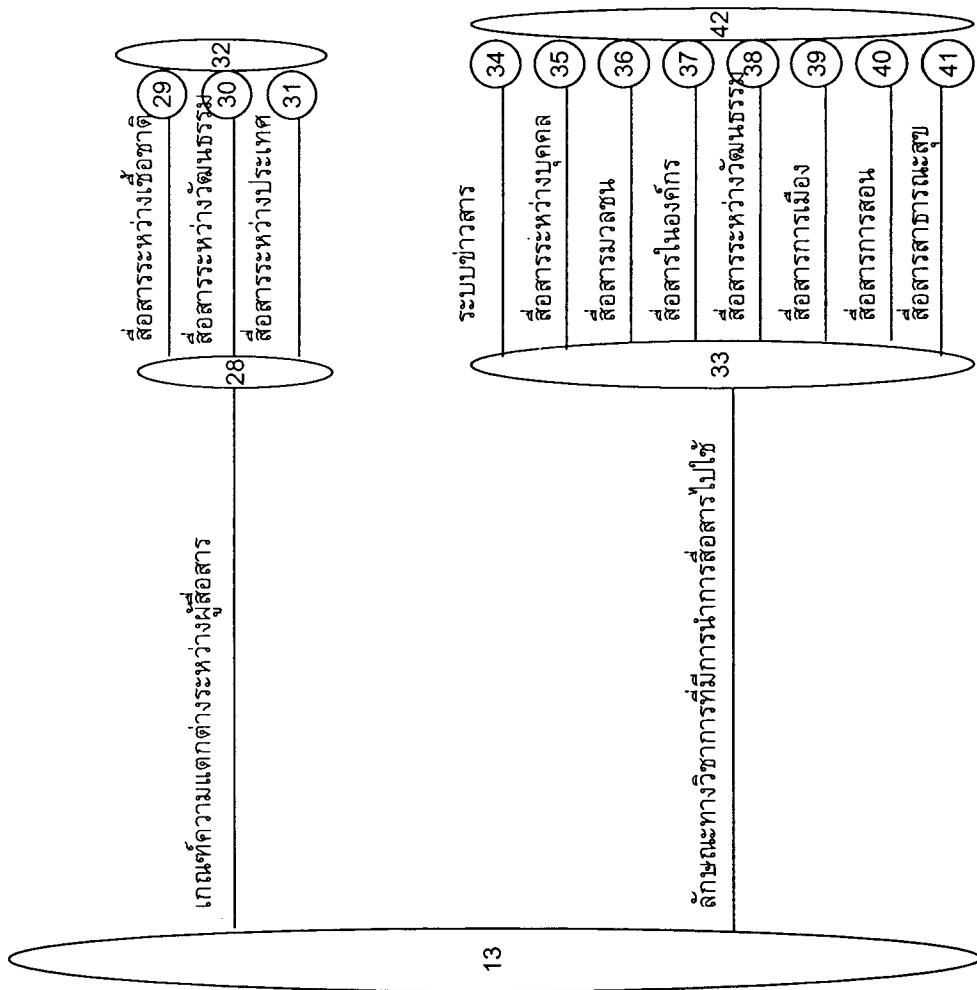 13
เกณฑ์ความแตกต่างระหว่างผู้สื่อสาร
28
สื่อสารระหว่างเชื้อชาติ
29
สื่อสารระหว่างวัฒนธรรม
30
สื่อสารระหว่างประเทศ
31
32
ลักษณะทางวิชาการที่มีการนำการสื่อสารไปใช้
33
ระบบข่าวสาร
34
สื่อสารระหว่างบุคคล
35
สื่อสารมวลชน
36
สื่อสารในองค์กร
37
สื่อสารระหว่างวัฒนธรรม
38
สื่อสารการเมือง
39
สื่อสารการสอน
40
สื่อสารสาธารณะสุข
41
42